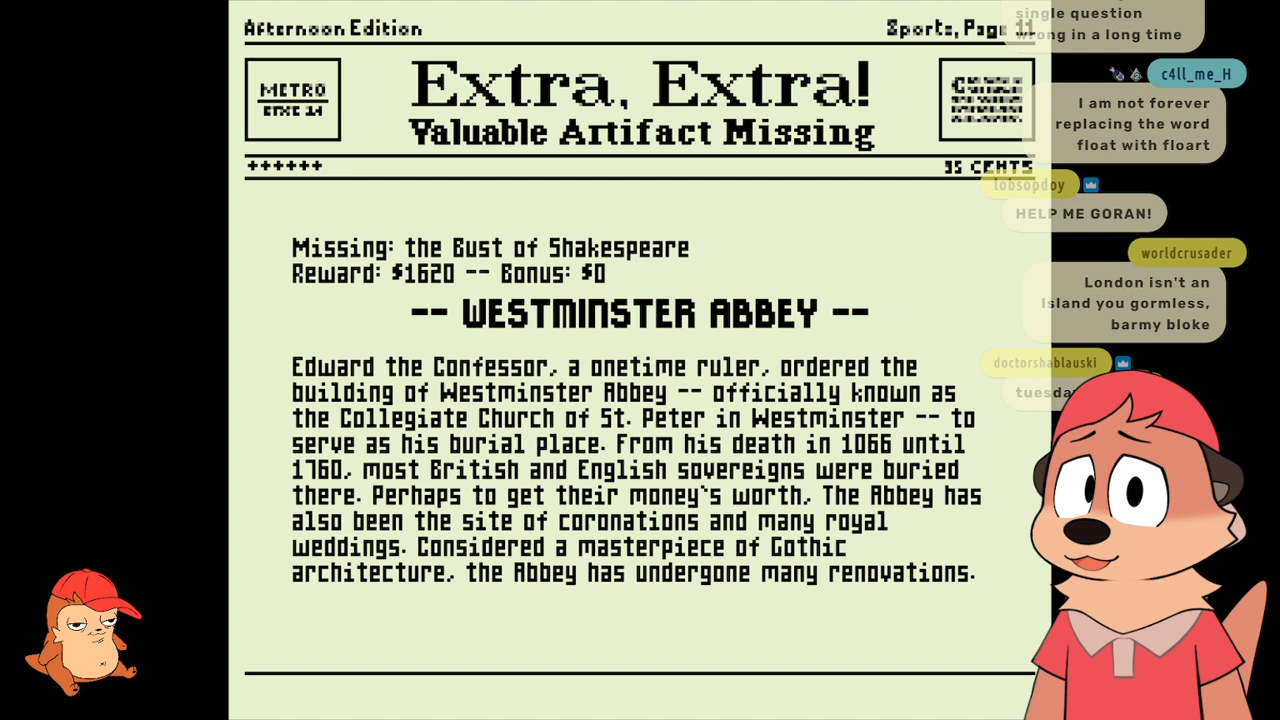 Afternoon Edition
Sports, Page 11
METRO
Extra, Extra!
Valuable Artifact Missing
++++++
35 CENTS
Missing: the Bust of Shakespeare
Reward: $1620 -- Bonus: $0
-- WESTMINSTER ABBEY --
Edward the Confessor, a onetime ruler, ordered the
building of Westminster Abbey -- officially known as
the Collegiate Church of St. Peter in Westminster -- to
serve as his burial place. From his death in 1066 until
1760, most British and English sovereigns were buried
there. Perhaps to get their money's worth, The Abbey has
also been the site of coronations and many royal
weddings. Considered a masterpiece of Gothic
architecture, the Abbey has undergone many renovations.
single question
wrong in a long time
c4ll_me_H
I am not forever
replacing the word
float with floart
lobsopdoy
HELP ME GORAN!
worldcrusader
London isn't an
Island you gormless,
barmy bloke
doctorshablauski